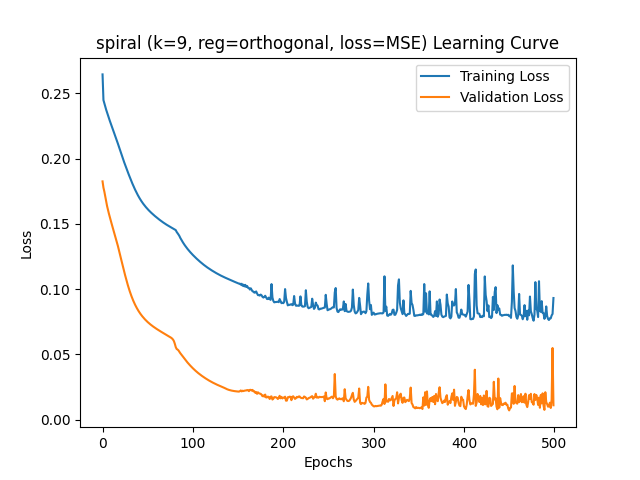 spiral (k=9, reg=orthogonal, loss=MSE) Learning Curve
Training Loss
Validation Loss
Loss
0.25
0.20
0.15
0.10
0.05
0.00
0
100
200
300
400
500
Epochs